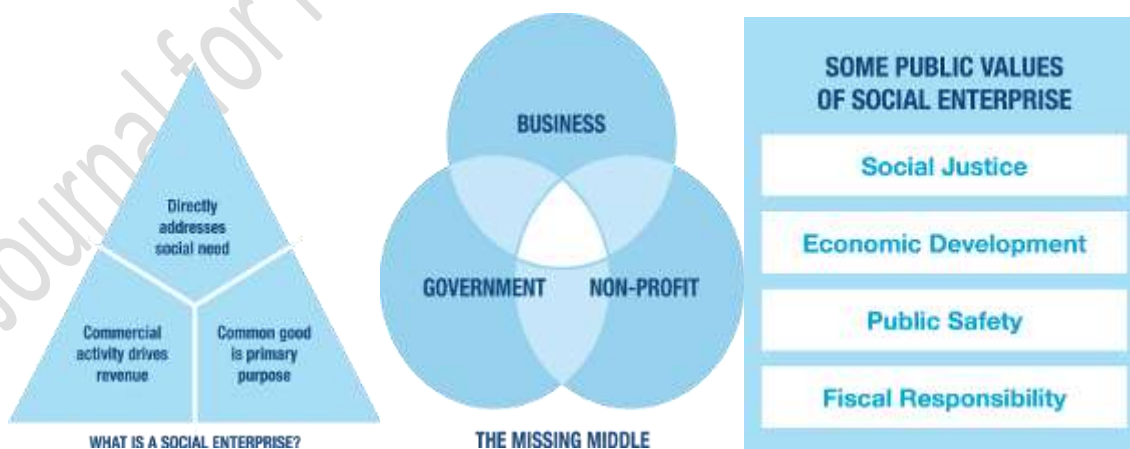 Journal for
Directly
addresses
social need
Commercial
activity drives
revenue
Common good
is primary
purpose
WHAT IS A SOCIAL ENTERPRISE?
BUSINESS
GOVERNMENT
NON-PROFIT
THE MISSING MIDDLE
SOME PUBLIC VALUES
OF SOCIAL ENTERPRISE
Social Justice
Economic Development
Public Safety
Fiscal Responsibility